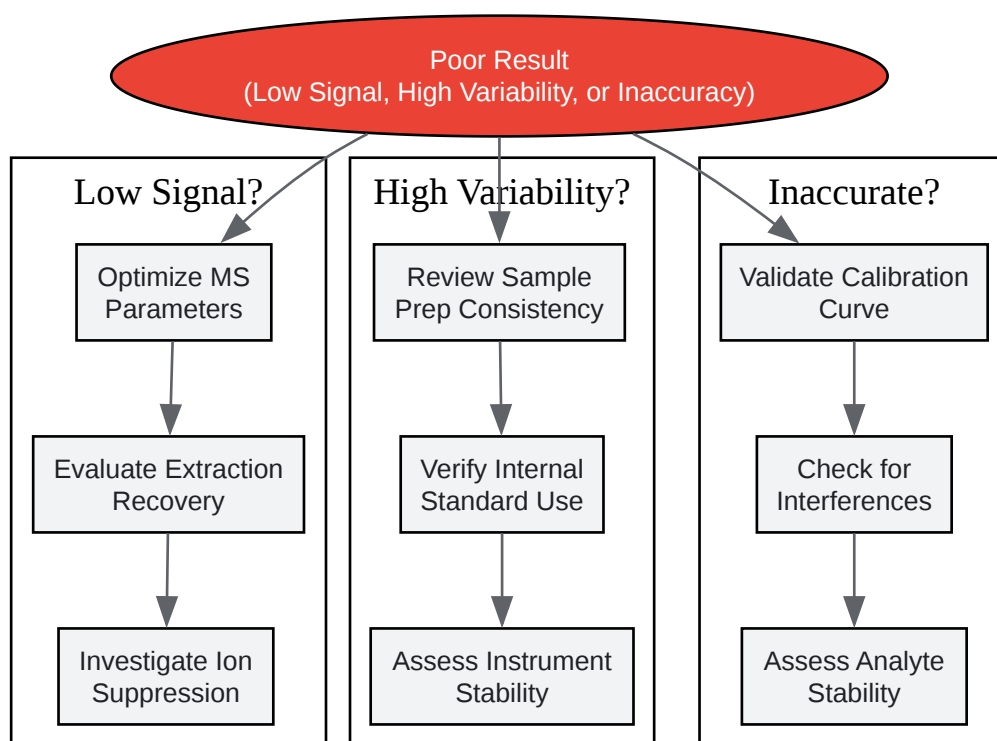 Poor Result
(Low Signal, High Variability, or Inaccuracy)
Low Signal?
Optimize MS
Parameters
Evaluate Extraction
Recovery
Investigate Ion
Suppression
High Variability?
Review Sample
Prep Consistency
Verify Internal
Standard Use
Assess Instrument
Stability
Inaccurate?
Validate Calibration
Curve
Check for
Interferences
Assess Analyte
Stability